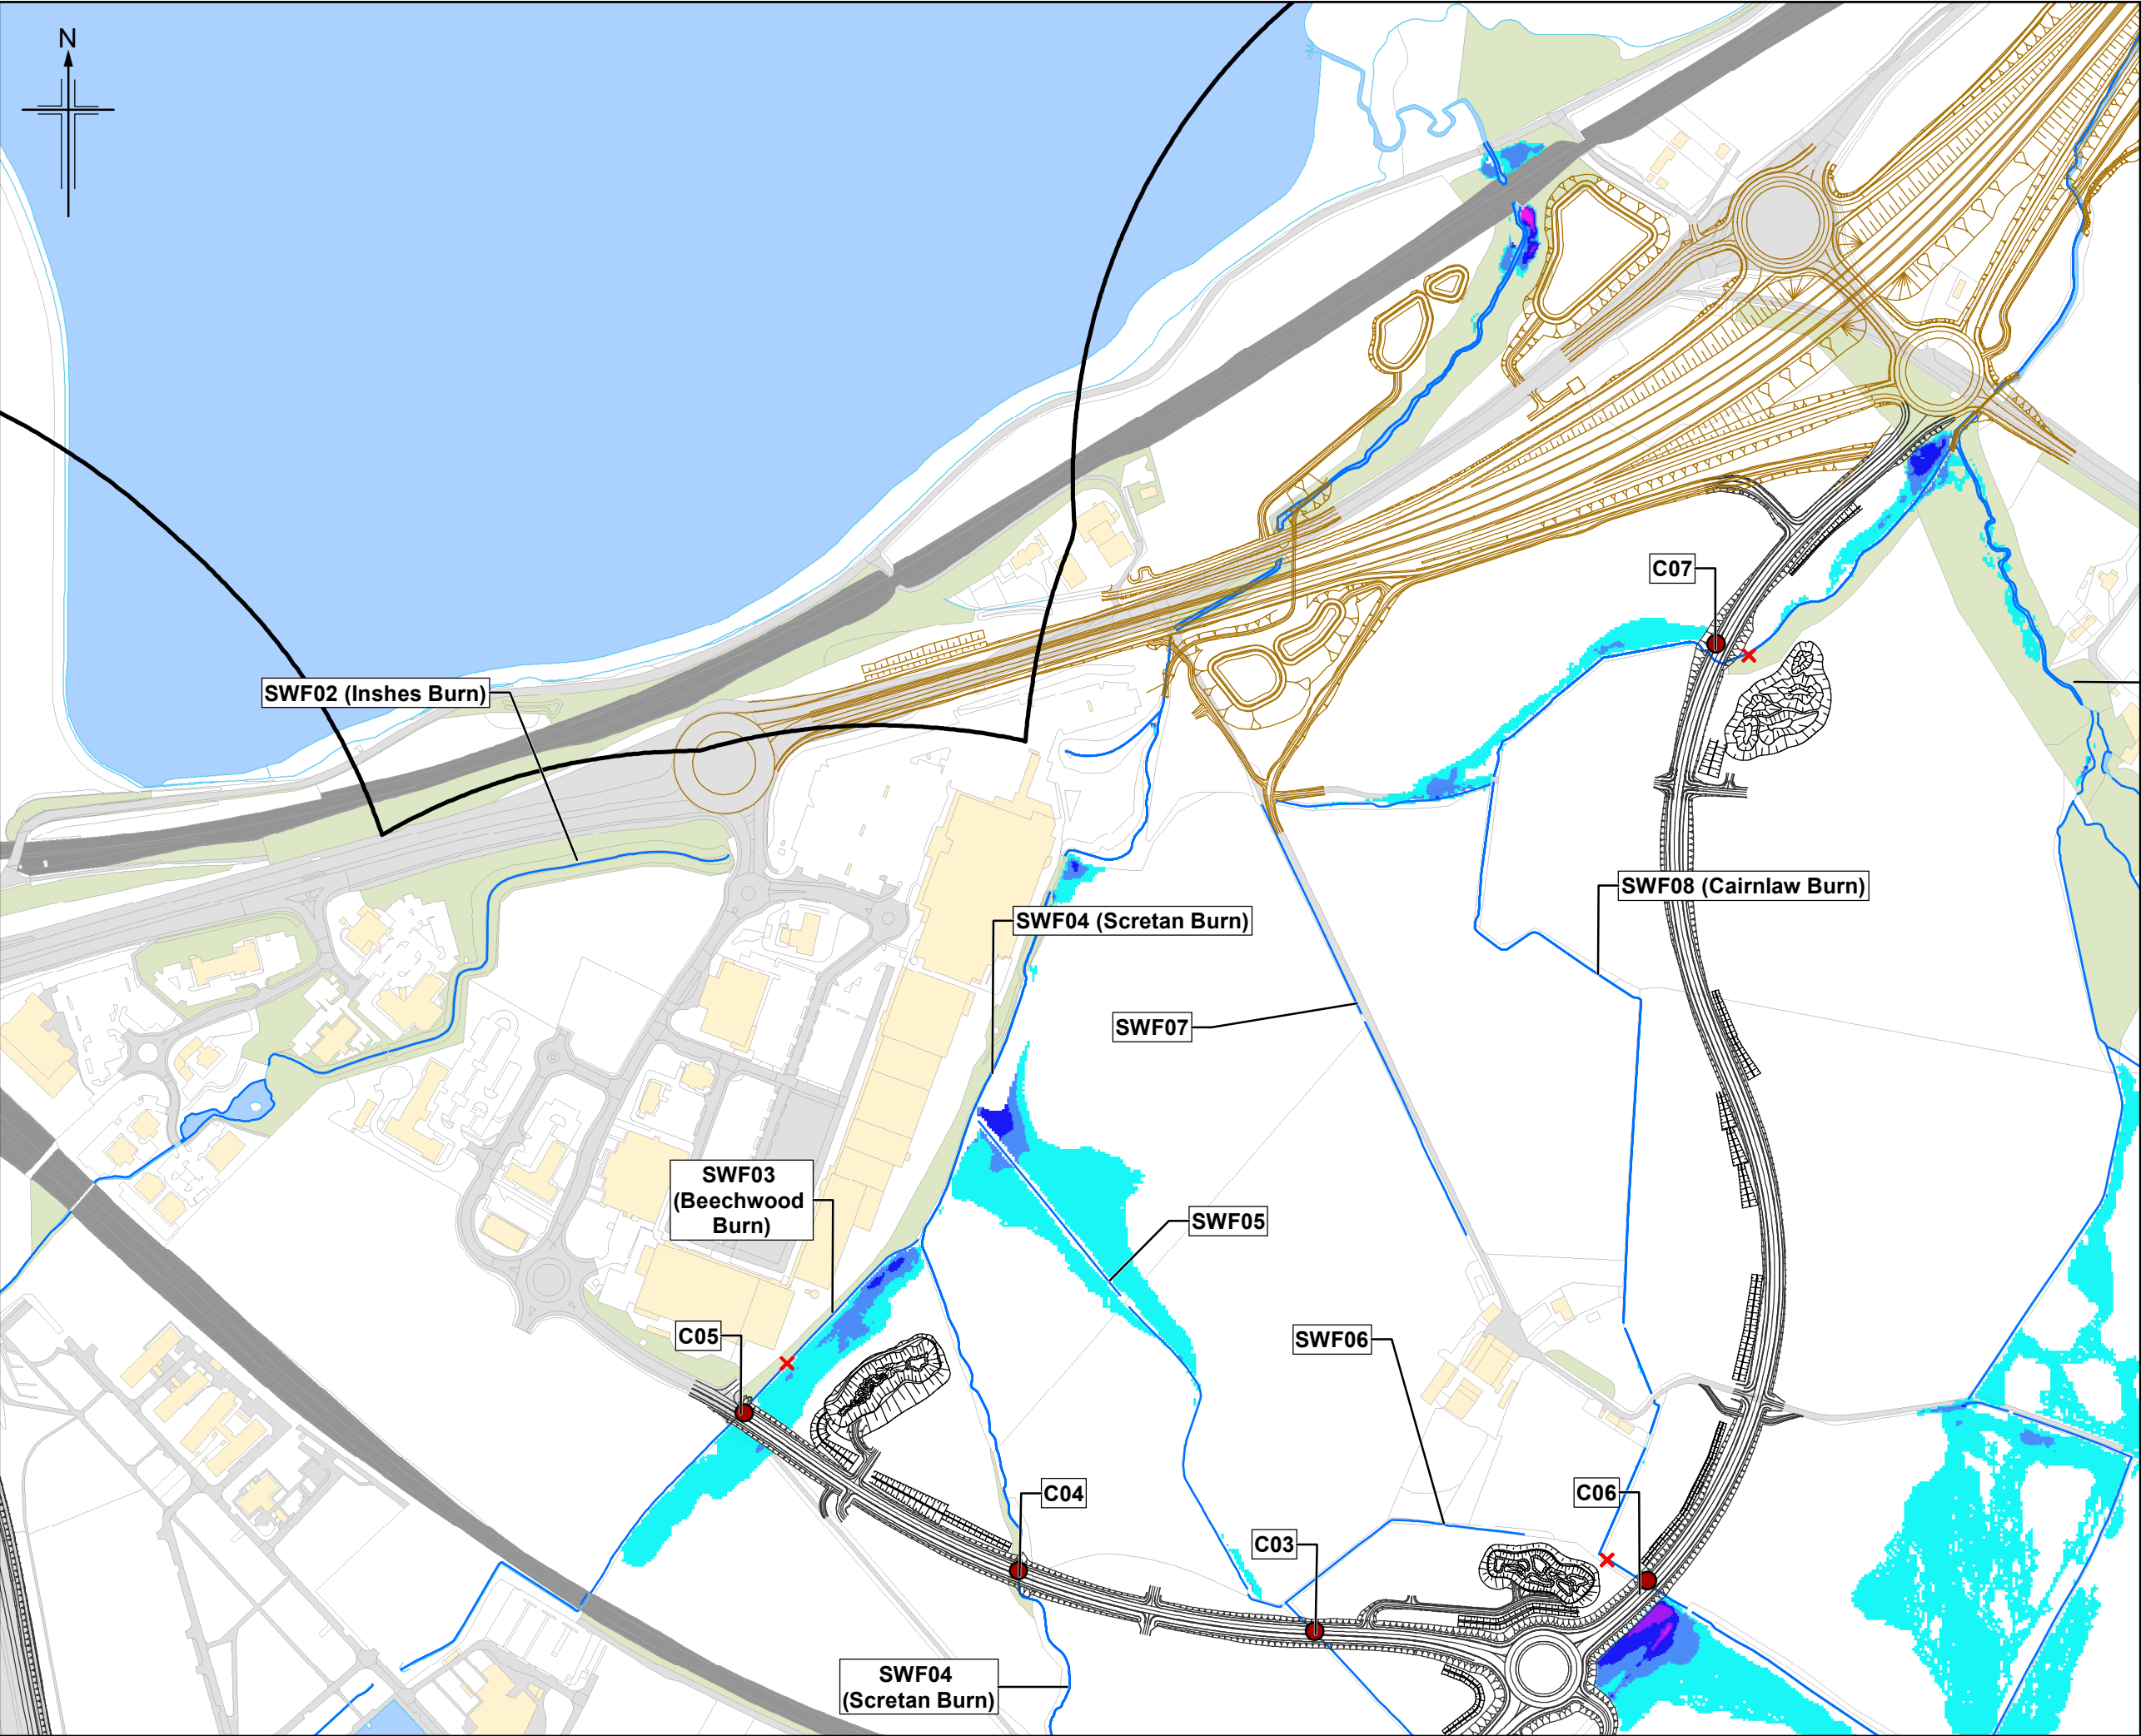 N
C07
SWF02 (Inshes Burn)
SWF08 (Cairnlaw Burn)
SWF04 (Scretan Burn)
SWF07
SWF03
(Beechwood
Burn)
SWF05
C05
SWF06
C04
C06
C03
SWF04
(Scretan Burn)